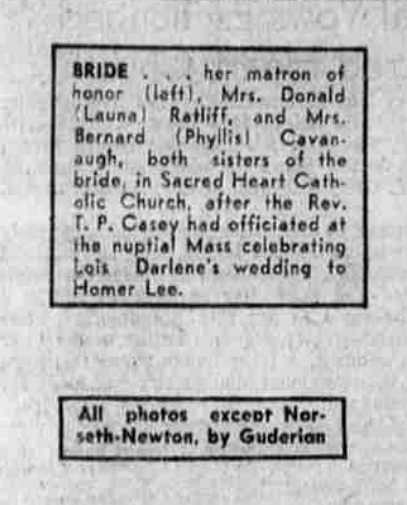 BRIDE . . . her matron of
honor (left), Mrs. Donald
(Launa) Ratliff, and Mrs.
Bernard (Phyllis) Cavan-
augh, both sisters of the
bride, in Sacred Heart Cath-
olic Church, after the Rev.
T. P. Casey had officiated at
the nuptial Mass celebrating
Lois Darlene's wedding to
Homer Lee.
All photos except Nor-
seth-Newton, by Guderian